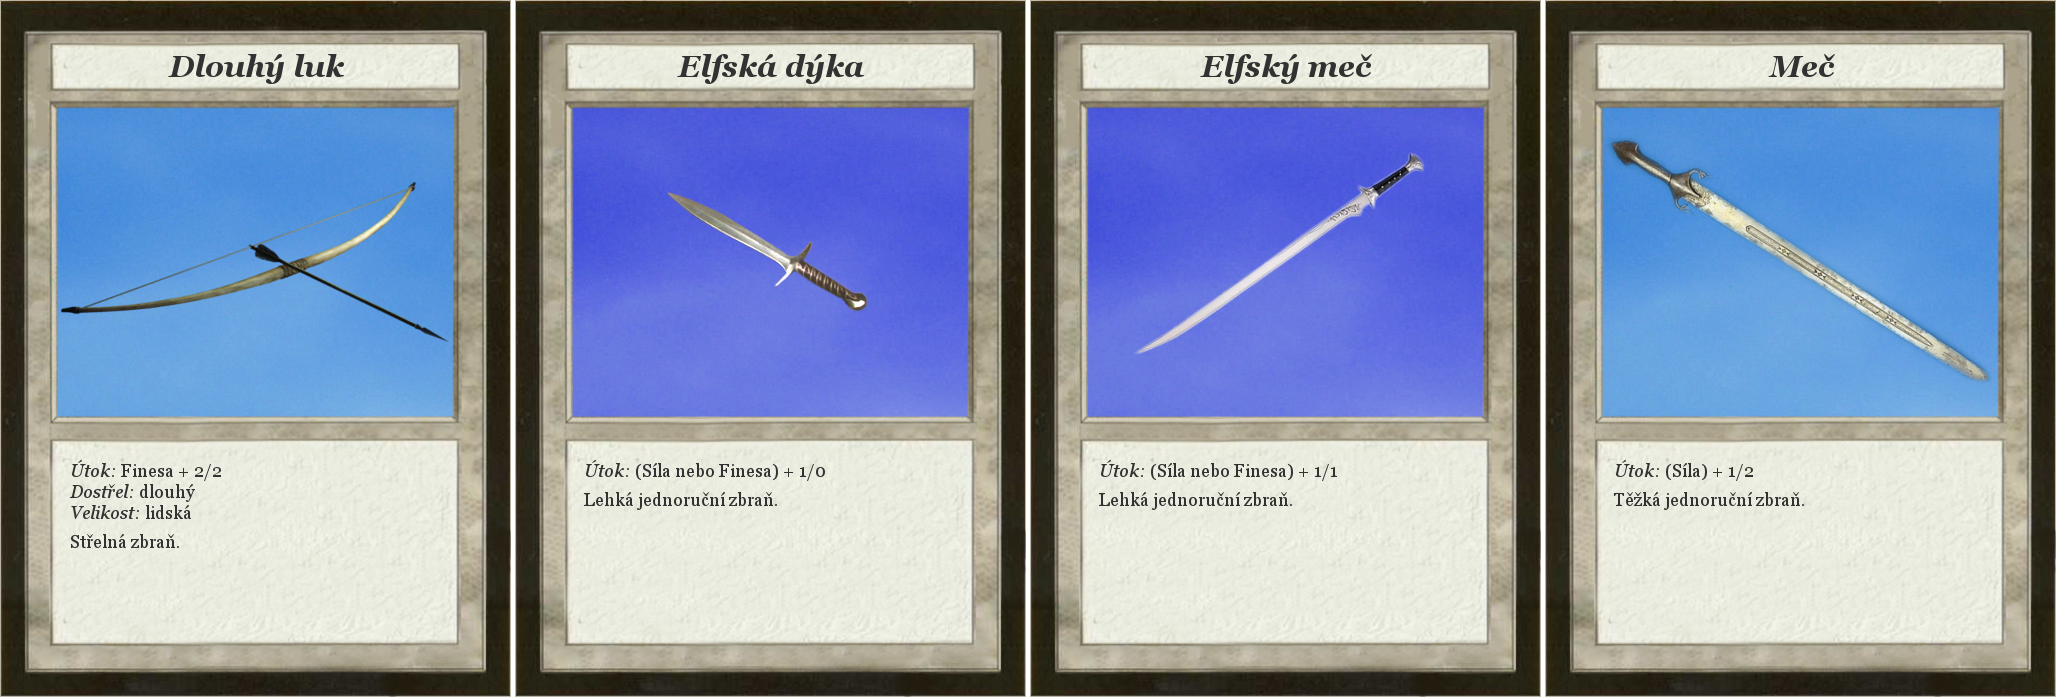 Dlouhý luk
Útok: Finesa + 2/2
Dostřel: dlouhý
Velikost: lidská
Střelná zbraň.
Elfská dýka
Útok: (Síla nebo Finesa) + 1/0
Lehká jednoruční zbraň.
Elfský meč
Útok: (Síla nebo Finesa) + 1/1
Lehká jednoruční zbraň.
Meč
Útok: (Síla) + 1/2
Těžká jednoruční zbraň.